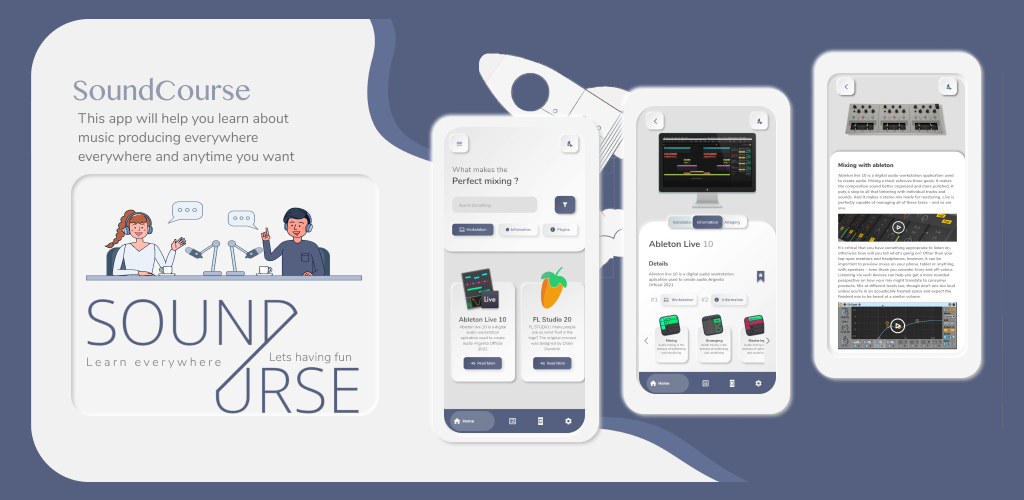 SoundCourse
This app will help you learn about
music producing everywhere
everywhere and anytime you want
SOUND
Learn everywhere
Lets having fun
URSE
What makes the
Perfect mixing ?
Search Something
Workstation
Information
Plugins
Live
Ableton Live 10
Ableton live 10 is a digital
audio workstation
aplication used to create
audio Argento Official
2021
Read More
FL Studio 20
FL STUDIO! Many people
ask us what? fruit is the
logo?. The original concept
was designed by Didier
Read More
Home
Information
Arranging
Ableton Live 10
Details
Ableton live 10 is a digital audio workstation
aplication used to create audio Argento
Official 2021
#1
Workstation
#2
Information
Mixing
Arranging
Mastering
Home
Mixing with ableton
Ableton live 10 is a digital audio workstation application used
to create audio. Mixing a track achieves three goals. It makes
the composition sound better organized and more polished. It
puts a stop to all that tinkering with individual tracks and
sounds. And it makes a stereo mix ready for mastering. Live is
perfectly capable of managing all of these tasks – and so are
you.
It's critical that you have something appropriate to listen on,
otherwise how will you tell what's going on? Other than your
top open monitors and headphones, however, it can be
important to preview mixes on your phone, tablet or anything
with speakers – even those you consider lousy and off-colour.
Listening via such devices can help you get a more mundial
perspective on how your mix might translate to consumer
products. Mix at different levels too, though don't one too loud
unless you're in an acoustically treated space and expect the
finished mix to be heard at a similar volume.